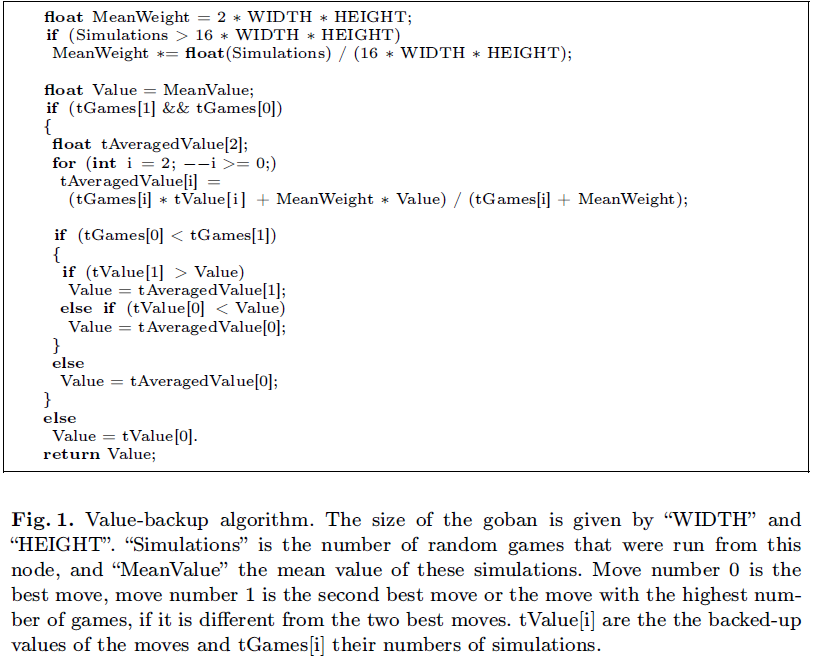 float MeanWeight = 2 * WIDTH * HEIGHT;
if (Simulations > 16 * WIDTH * HEIGHT)
MeanWeight *= float(Simulations) / (16 * WIDTH * HEIGHT);
float Value = MeanValue;
if (tGames[1] && tGames[0])
{
float tAveragedValue[2];
for (int i = 2; −−i >= 0;)
tAveragedValue[i] =
(tGames[i] * tValue[i] + MeanWeight * Value) / (tGames[i] + MeanWeight);
if (tGames[0] < tGames[1])
{
if (tValue[1] > Value)
Value = tAveragedValue[1];
else if (tValue[0] < Value)
Value = tAveragedValue[0];
}
else
Value = tAveragedValue[0];
}
else
Value = tValue[0].
return Value;
Fig. 1. Value-backup algorithm. The size of the goban is given by “WIDTH” and
“HEIGHT”. “Simulations” is the number of random games that were run from this
node, and “MeanValue” the mean value of these simulations. Move number 0 is the
best move, move number 1 is the second best move or the move with the highest num-
ber of games, if it is different from the two best moves. tValue[i] are the the backed-up
values of the moves and tGames[i] their numbers of simulations.